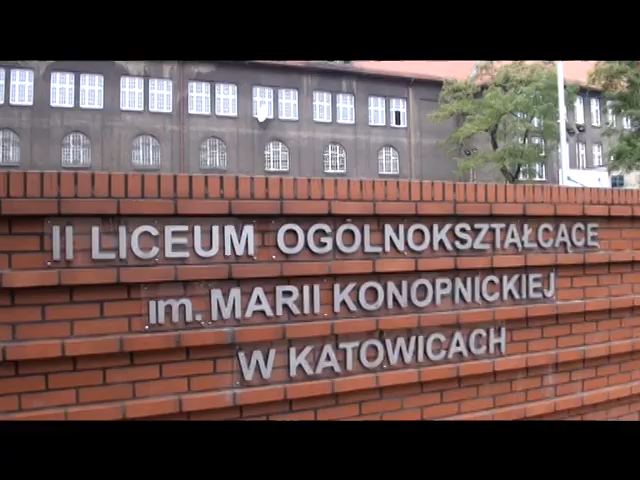 II LICEUM OGÓLNOKSZTAŁCĄCE
im. MARII KONOPNICKIEJ
W KATOWICACH